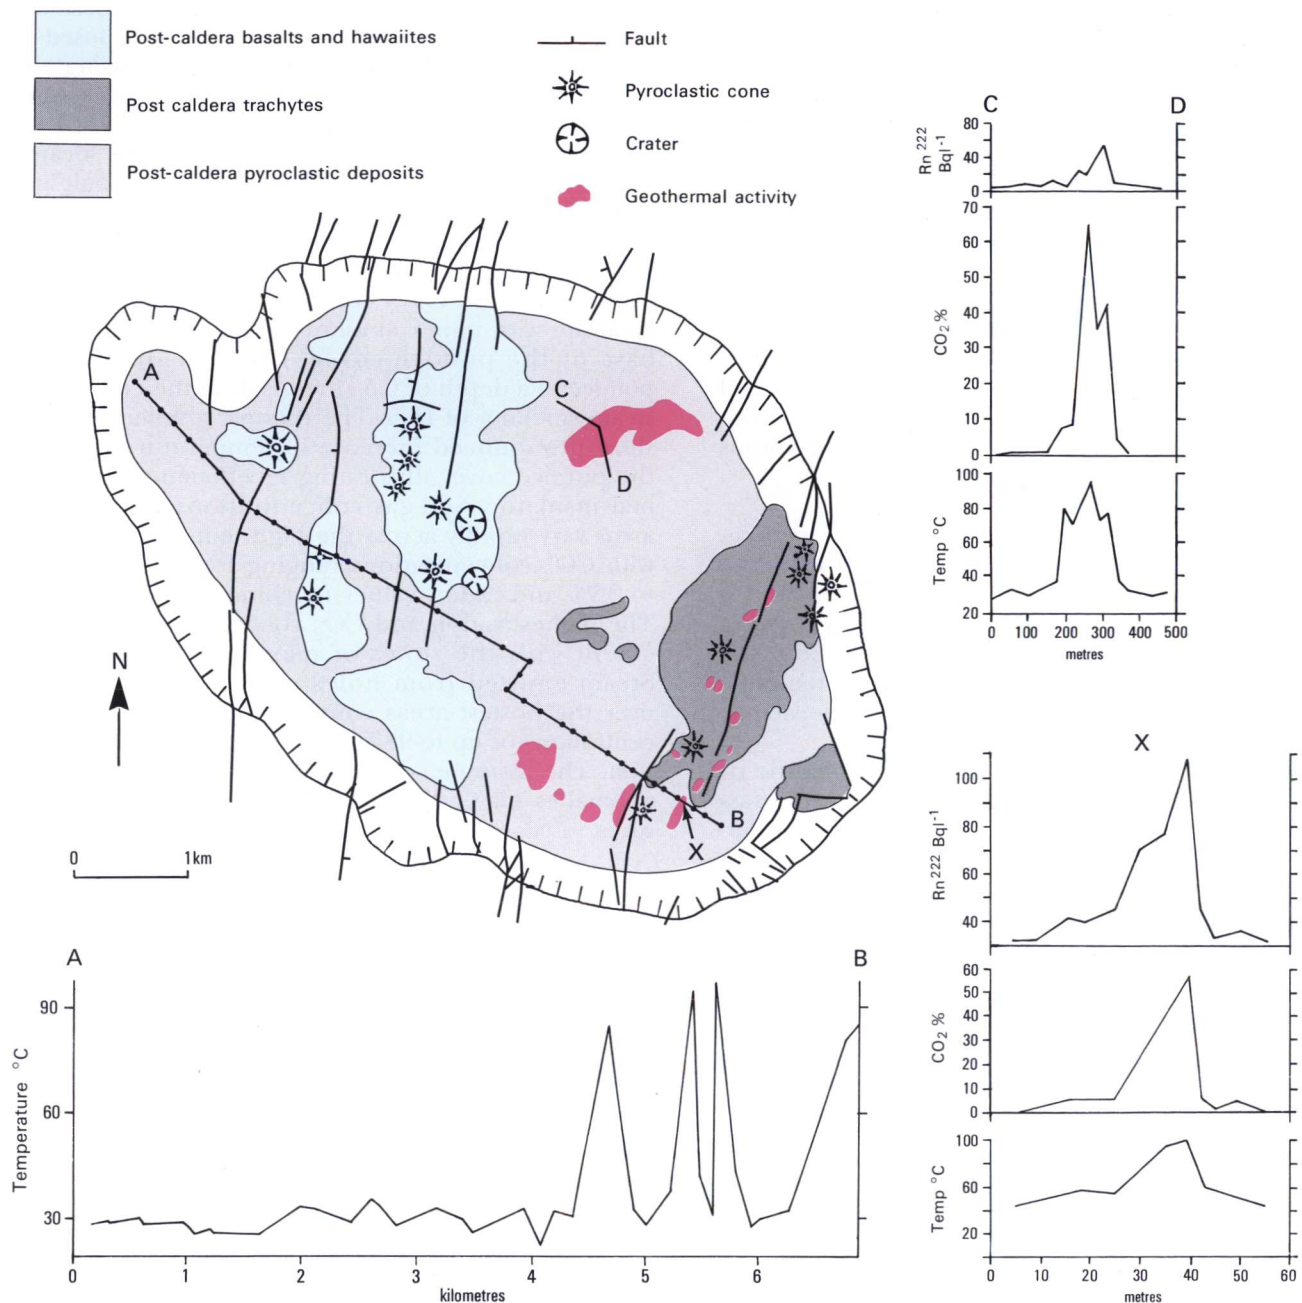 Post-caldera basalts and hawaiites
Post caldera trachytes
Post-caldera pyroclastic deposits
Fault
Pyroclastic cone
Crater
Geothermal activity
A
C
D
B
X
N
0 1km
C D
Rn²²² Bql⁻¹
80
40
0
CO₂ %
70
60
50
40
30
20
10
0
Temp °C
100
80
60
40
20
0 100 200 300 400 500
metres
X
Rn²²² Bql⁻¹
100
80
60
40
CO₂ %
60
50
40
30
20
10
0
Temp °C
100
60
20
0 10 20 30 40 50 60
metres
A B
Temperature °C
90
60
30
0 1 2 3 4 5 6
kilometres